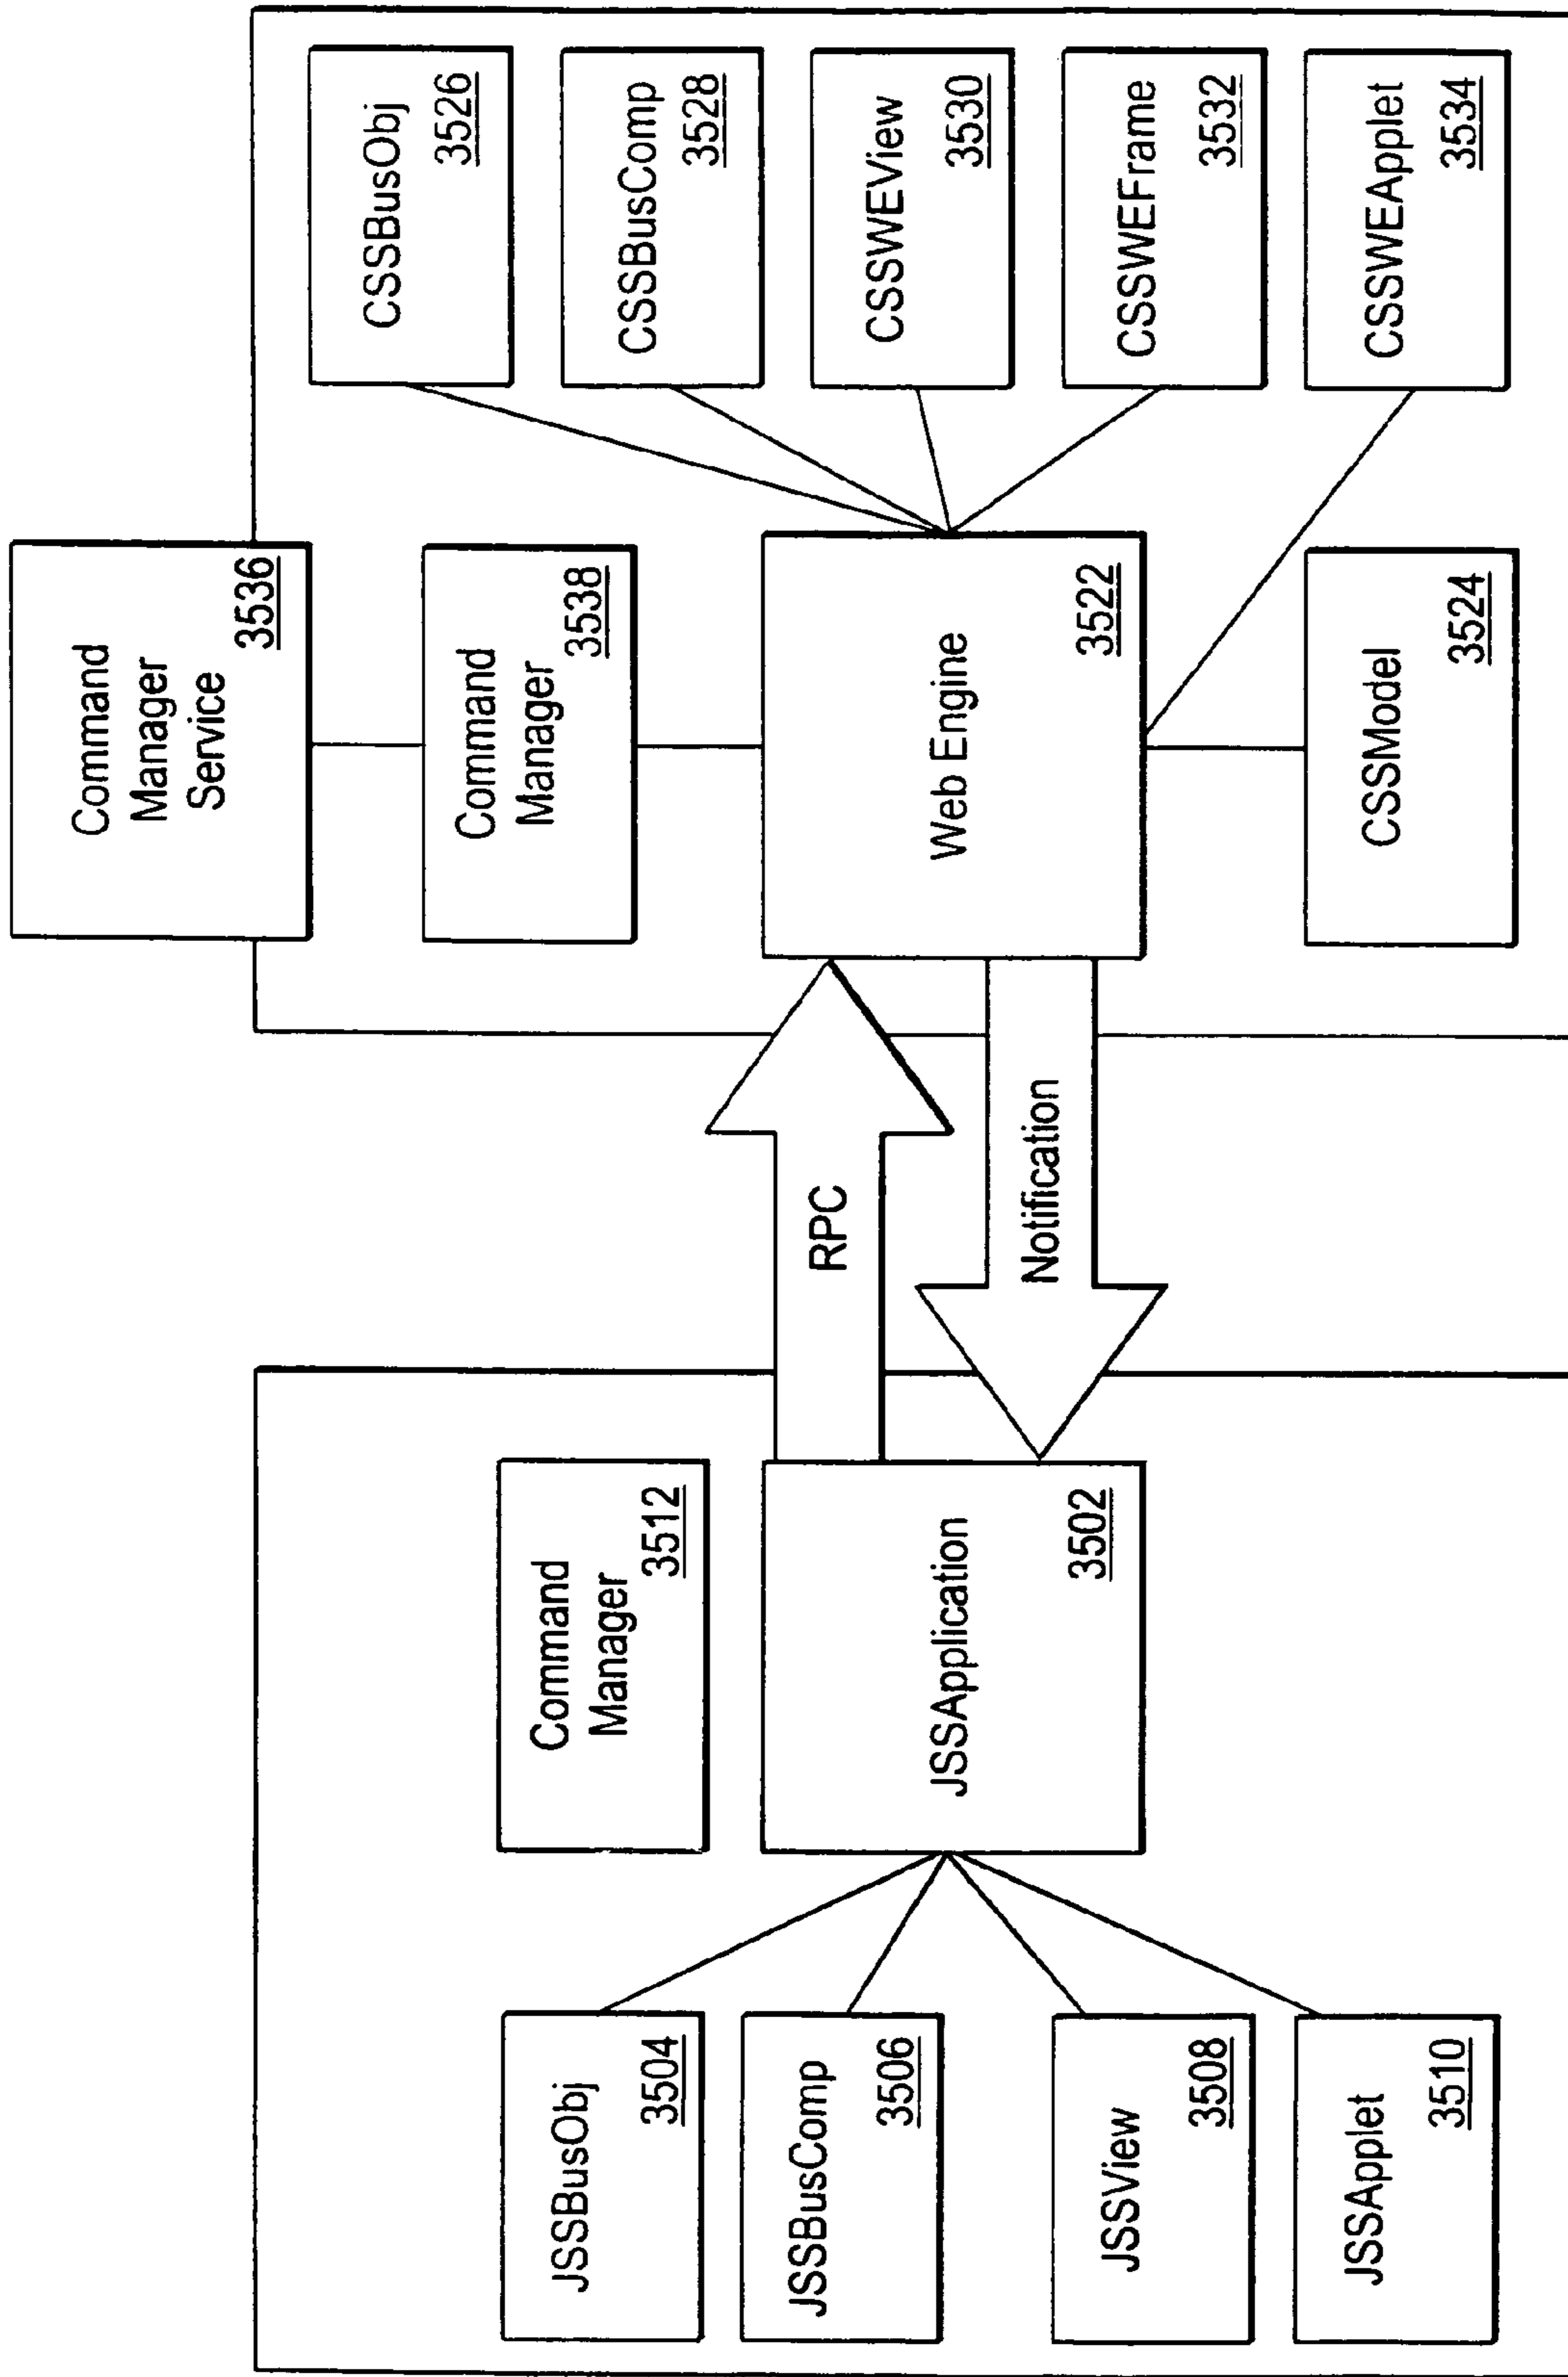 JSSBusObj
3504
JSSBusComp
3506
JSSView
3508
JSSApplet
3510
Command
Manager
3512
JSSApplication
3502
RPC
Notification
Command
Manager
Service
3536
Command
Manager
3538
Web Engine
3522
CSSModel
3524
CSSBusObj
3526
CSSBusComp
3528
CSSWEView
3530
CSSWEFrame
3532
CSSWEApplet
3534